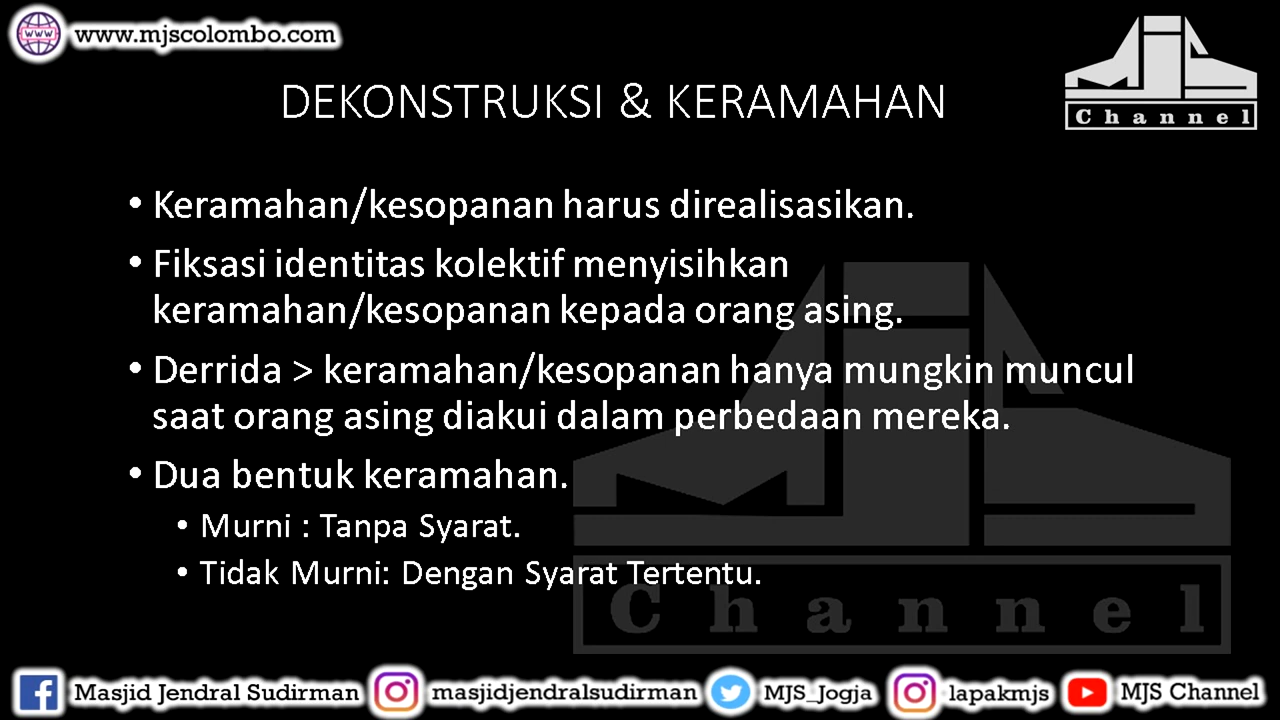 www.mjscolombo.com
MJS
Channel
DEKONSTRUKSI & KERAMAHAN
• Keramahan/kesopanan harus direalisasikan.
• Fiksasi identitas kolektif menyisihkan
keramahan/kesopanan kepada orang asing.
• Derrida > keramahan/kesopanan hanya mungkin muncul
saat orang asing diakui dalam perbedaan mereka.
• Dua bentuk keramahan.
• Murni : Tanpa Syarat.
• Tidak Murni: Dengan Syarat Tertentu.
MJS
Channel
Masjid Jendral Sudirman masjidjendralsudirman MJS_Jogja lapakmjs MJS Channel